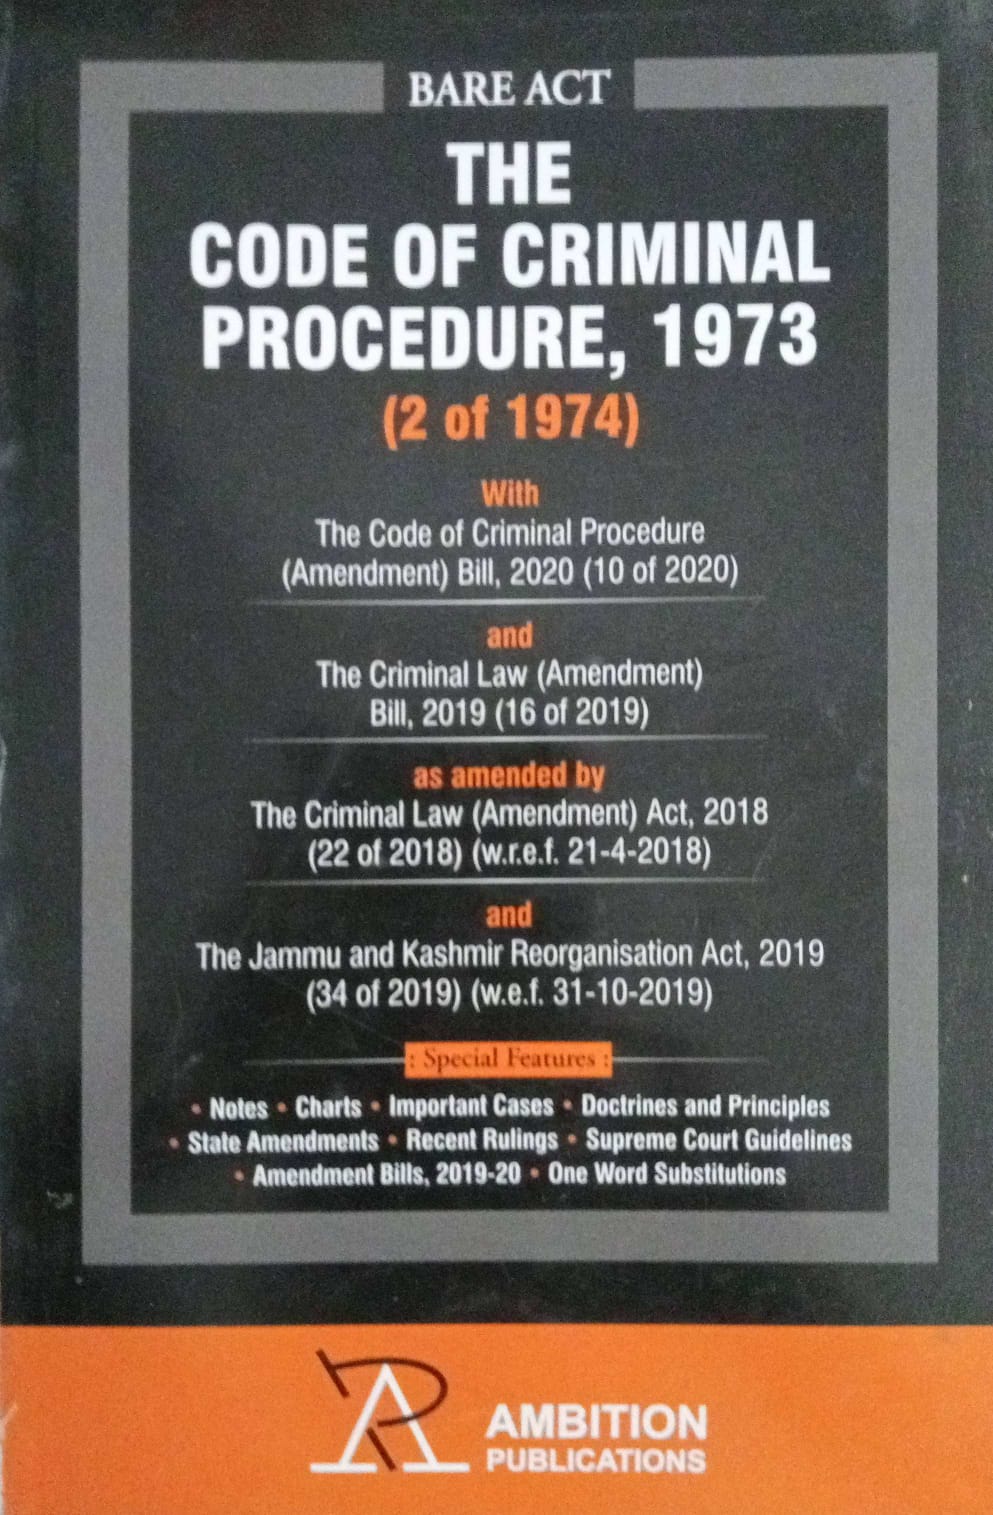 BARE ACT
THE
CODE OF CRIMINAL
PROCEDURE, 1973
(2 of 1974)
With
The Code of Criminal Procedure
(Amendment) Bill, 2020 (10 of 2020)
and
The Criminal Law (Amendment)
Bill, 2019 (16 of 2019)
as amended by
The Criminal Law (Amendment) Act, 2018
(22 of 2018) (w.r.e.f. 21-4-2018)
and
The Jammu and Kashmir Reorganisation Act, 2019
(34 of 2019) (w.e.f. 31-10-2019)
: Special Features :
• Notes • Charts • Important Cases • Doctrines and Principles
• State Amendments • Recent Rulings • Supreme Court Guidelines
• Amendment Bills, 2019-20 • One Word Substitutions
AMBITION
PUBLICATIONS